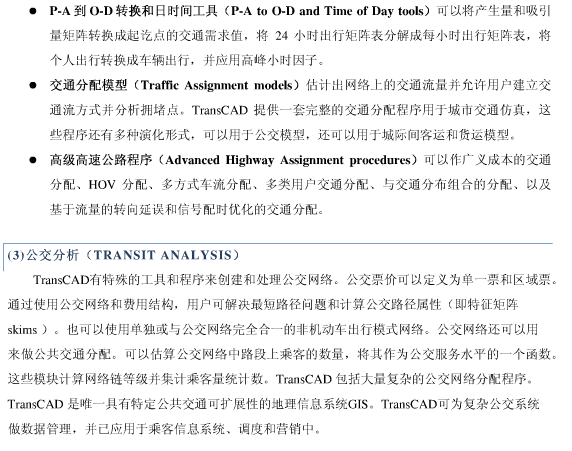 ● P-A 到 O-D 转换和日时间工具（P-A to O-D and Time of Day tools）可以将产生量和吸引
量矩阵转换成起讫点的交通需求值，将 24 小时出行矩阵表分解成每小时出行矩阵表，将
个人出行转换成车辆出行，并应用高峰小时因子。
● 交通分配模型（Traffic Assignment models）估计出网络上的交通流量并允许用户建立交
通流方式并分析拥堵点。TransCAD 提供一套完整的交通分配程序用于城市交通仿真，这
些程序还有多种演化形式，可以用于公交模型，还可以用于城际间客运和货运模型。
● 高级高速公路程序（Advanced Highway Assignment procedures）可以作广义成本的交通
分配、HOV 分配、多方式车流分配、多类用户交通分配、与交通分布组合的分配、以及
基于流量的转向延误和信号配时优化的交通分配。
(3)公交分析（TRANSIT ANALYSIS）
TransCAD有特殊的工具和程序来创建和处理公交网络。公交票价可以定义为单一票和区域票。
通过使用公交网络和费用结构，用户可解决最短路径问题和计算公交路径属性（即特征矩阵
skims ）。也可以使用单独或与公交网络完全合一的非机动车出行模式网络。公交网络还可以用
来做公共交通分配。可以估算公交网络中路段上乘客的数量，将其作为公交服务水平的一个函数。
这些模块计算网络链等级并集计乘客量统计数。TransCAD 包括大量复杂的公交网络分配程序。
TransCAD 是唯一具有特定公共交通可扩展性的地理信息系统GIS。TransCAD可为复杂公交系统
做数据管理，并已应用于乘客信息系统、调度和营销中。